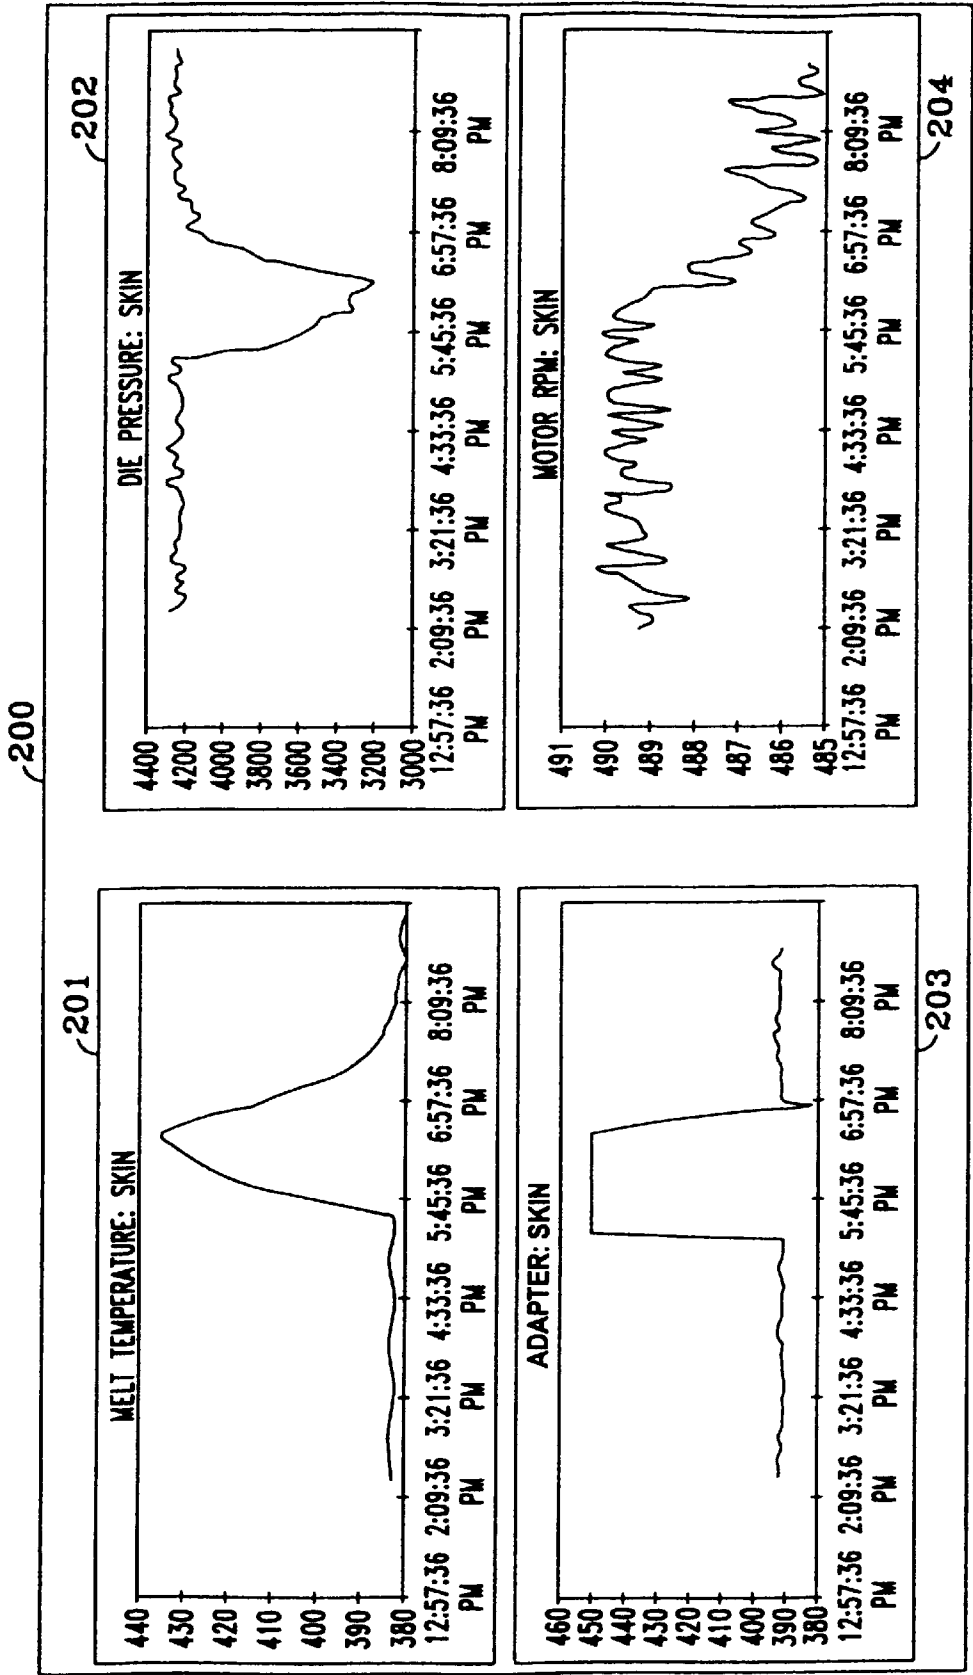 200
201
MELT TEMPERATURE: SKIN
440
430
420
410
400
390
380
12:57:36 PM
2:09:36 PM
3:21:36 PM
4:33:36 PM
5:45:36 PM
6:57:36 PM
8:09:36 PM
202
DIE PRESSURE: SKIN
4400
4200
4000
3800
3600
3400
3200
3000
12:57:36 PM
2:09:36 PM
3:21:36 PM
4:33:36 PM
5:45:36 PM
6:57:36 PM
8:09:36 PM
ADAPTER: SKIN
460
450
440
430
420
410
400
390
380
12:57:36 PM
2:09:36 PM
3:21:36 PM
4:33:36 PM
5:45:36 PM
6:57:36 PM
8:09:36 PM
203
MOTOR RPM: SKIN
491
490
489
488
487
486
485
12:57:36 PM
2:09:36 PM
3:21:36 PM
4:33:36 PM
5:45:36 PM
6:57:36 PM
8:09:36 PM
204